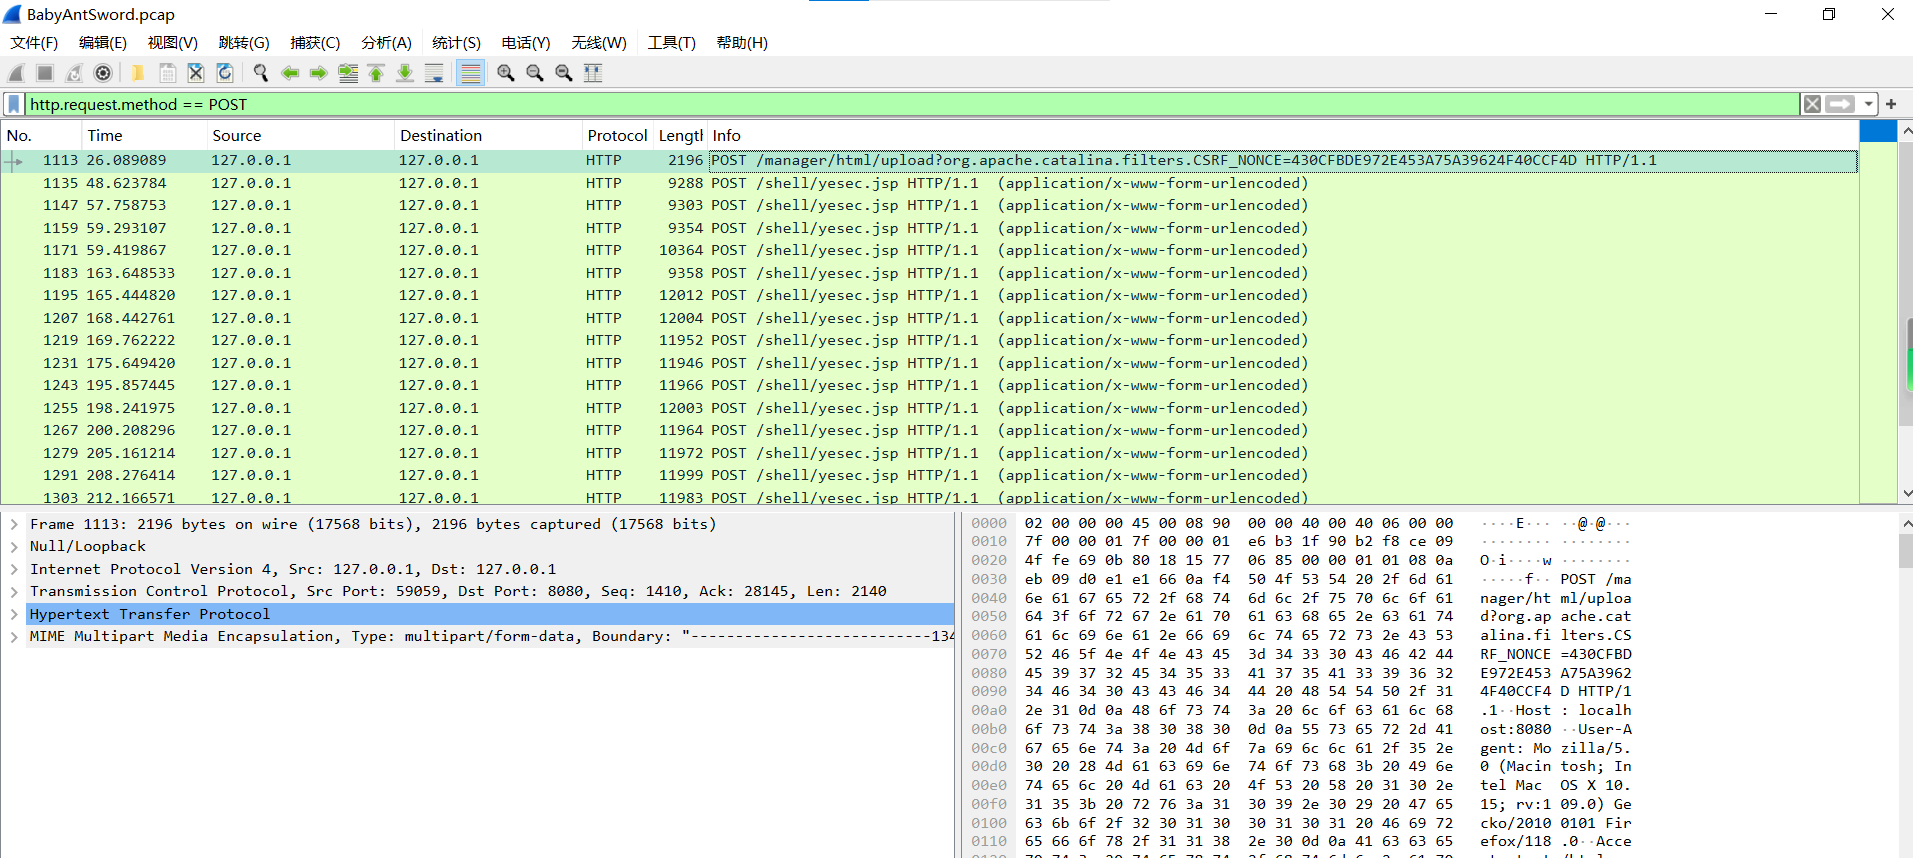 BabyAntSword.pcap
文件(F) 编辑(E) 视图(V) 跳转(G) 捕获(C) 分析(A) 统计(S) 电话(Y) 无线(W) 工具(T) 帮助(H)
http.request.method == POST
No. Time Source Destination Protocol Length Info
1113 26.089089 127.0.0.1 127.0.0.1 HTTP 2196 POST /manager/html/upload?org.apache.catalina.filters.CSRF_NONCE=430CFBDE972E453A75A39624F40CCF4D HTTP/1.1
1135 48.623784 127.0.0.1 127.0.0.1 HTTP 9288 POST /shell/yesec.jsp HTTP/1.1 (application/x-www-form-urlencoded)
1147 57.758753 127.0.0.1 127.0.0.1 HTTP 9303 POST /shell/yesec.jsp HTTP/1.1 (application/x-www-form-urlencoded)
1159 59.293107 127.0.0.1 127.0.0.1 HTTP 9354 POST /shell/yesec.jsp HTTP/1.1 (application/x-www-form-urlencoded)
1171 59.419867 127.0.0.1 127.0.0.1 HTTP 10364 POST /shell/yesec.jsp HTTP/1.1 (application/x-www-form-urlencoded)
1183 163.648533 127.0.0.1 127.0.0.1 HTTP 9358 POST /shell/yesec.jsp HTTP/1.1 (application/x-www-form-urlencoded)
1195 165.444820 127.0.0.1 127.0.0.1 HTTP 12012 POST /shell/yesec.jsp HTTP/1.1 (application/x-www-form-urlencoded)
1207 168.442761 127.0.0.1 127.0.0.1 HTTP 12004 POST /shell/yesec.jsp HTTP/1.1 (application/x-www-form-urlencoded)
1219 169.762222 127.0.0.1 127.0.0.1 HTTP 11952 POST /shell/yesec.jsp HTTP/1.1 (application/x-www-form-urlencoded)
1231 175.649420 127.0.0.1 127.0.0.1 HTTP 11946 POST /shell/yesec.jsp HTTP/1.1 (application/x-www-form-urlencoded)
1243 195.857445 127.0.0.1 127.0.0.1 HTTP 11966 POST /shell/yesec.jsp HTTP/1.1 (application/x-www-form-urlencoded)
1255 198.241975 127.0.0.1 127.0.0.1 HTTP 12003 POST /shell/yesec.jsp HTTP/1.1 (application/x-www-form-urlencoded)
1267 200.208296 127.0.0.1 127.0.0.1 HTTP 11964 POST /shell/yesec.jsp HTTP/1.1 (application/x-www-form-urlencoded)
1279 205.161214 127.0.0.1 127.0.0.1 HTTP 11972 POST /shell/yesec.jsp HTTP/1.1 (application/x-www-form-urlencoded)
1291 208.276414 127.0.0.1 127.0.0.1 HTTP 11999 POST /shell/yesec.jsp HTTP/1.1 (application/x-www-form-urlencoded)
1303 212.166571 127.0.0.1 127.0.0.1 HTTP 11983 POST /shell/yesec.jsp HTTP/1.1 (application/x-www-form-urlencoded)
Frame 1113: 2196 bytes on wire (17568 bits), 2196 bytes captured (17568 bits)
Null/Loopback
Internet Protocol Version 4, Src: 127.0.0.1, Dst: 127.0.0.1
Transmission Control Protocol, Src Port: 59059, Dst Port: 8080, Seq: 1410, Ack: 28145, Len: 2140
Hypertext Transfer Protocol
MIME Multipart Media Encapsulation, Type: multipart/form-data, Boundary: "---------------------------134
0000 02 00 00 00 45 00 08 90 00 00 40 00 40 06 00 00 ····E··· ··@·@···
0010 7f 00 00 01 7f 00 00 01 e6 b3 1f 90 b2 f8 ce 09 ········ ········
0020 4f fe 69 0b 80 18 15 77 06 85 00 00 01 01 08 0a O·i····w ········
0030 eb 09 d0 e1 e1 66 0a f4 50 4f 53 54 20 2f 6d 61 ·····f·· POST /ma
0040 6e 61 67 65 72 2f 68 74 6d 6c 2f 75 70 6c 6f 61 nager/ht ml/uploa
0050 64 3f 6f 72 67 2e 61 70 61 63 68 65 2e 63 61 74 d?org.ap ache.cat
0060 61 6c 69 6e 61 2e 66 69 6c 74 65 72 73 2e 43 53 alina.fi lters.CS
0070 52 46 5f 4e 4f 4e 43 45 3d 34 33 30 43 46 42 44 RF_NONCE =430CFBD
0080 45 39 37 32 45 34 35 33 41 37 35 41 33 39 36 32 E972E453 A75A3962
0090 34 46 34 30 43 43 46 34 44 20 48 54 54 50 2f 31 4F40CCF4 D HTTP/1
00a0 2e 31 0d 0a 48 6f 73 74 3a 20 6c 6f 63 61 6c 68 .1··Host : localh
00b0 6f 73 74 3a 38 30 38 30 0d 0a 55 73 65 72 2d 41 ost:8080 ··User-A
00c0 67 65 6e 74 3a 20 4d 6f 7a 69 6c 6c 61 2f 35 2e gent: Mo zilla/5.
00d0 30 20 28 4d 61 63 69 6e 74 6f 73 68 3b 20 49 6e 0 (Macin tosh; In
00e0 74 65 6c 20 4d 61 63 20 4f 53 20 58 20 31 30 2e tel Mac OS X 10.
00f0 31 35 3b 20 72 76 3a 31 30 39 2e 30 29 20 47 65 15; rv:1 09.0) Ge
0100 63 6b 6f 2f 32 30 31 30 30 31 30 31 20 46 69 72 cko/2010 0101 Fir
0110 65 66 6f 78 2f 31 31 38 2e 30 0d 0a 41 63 63 65 efox/118 .0··Acce